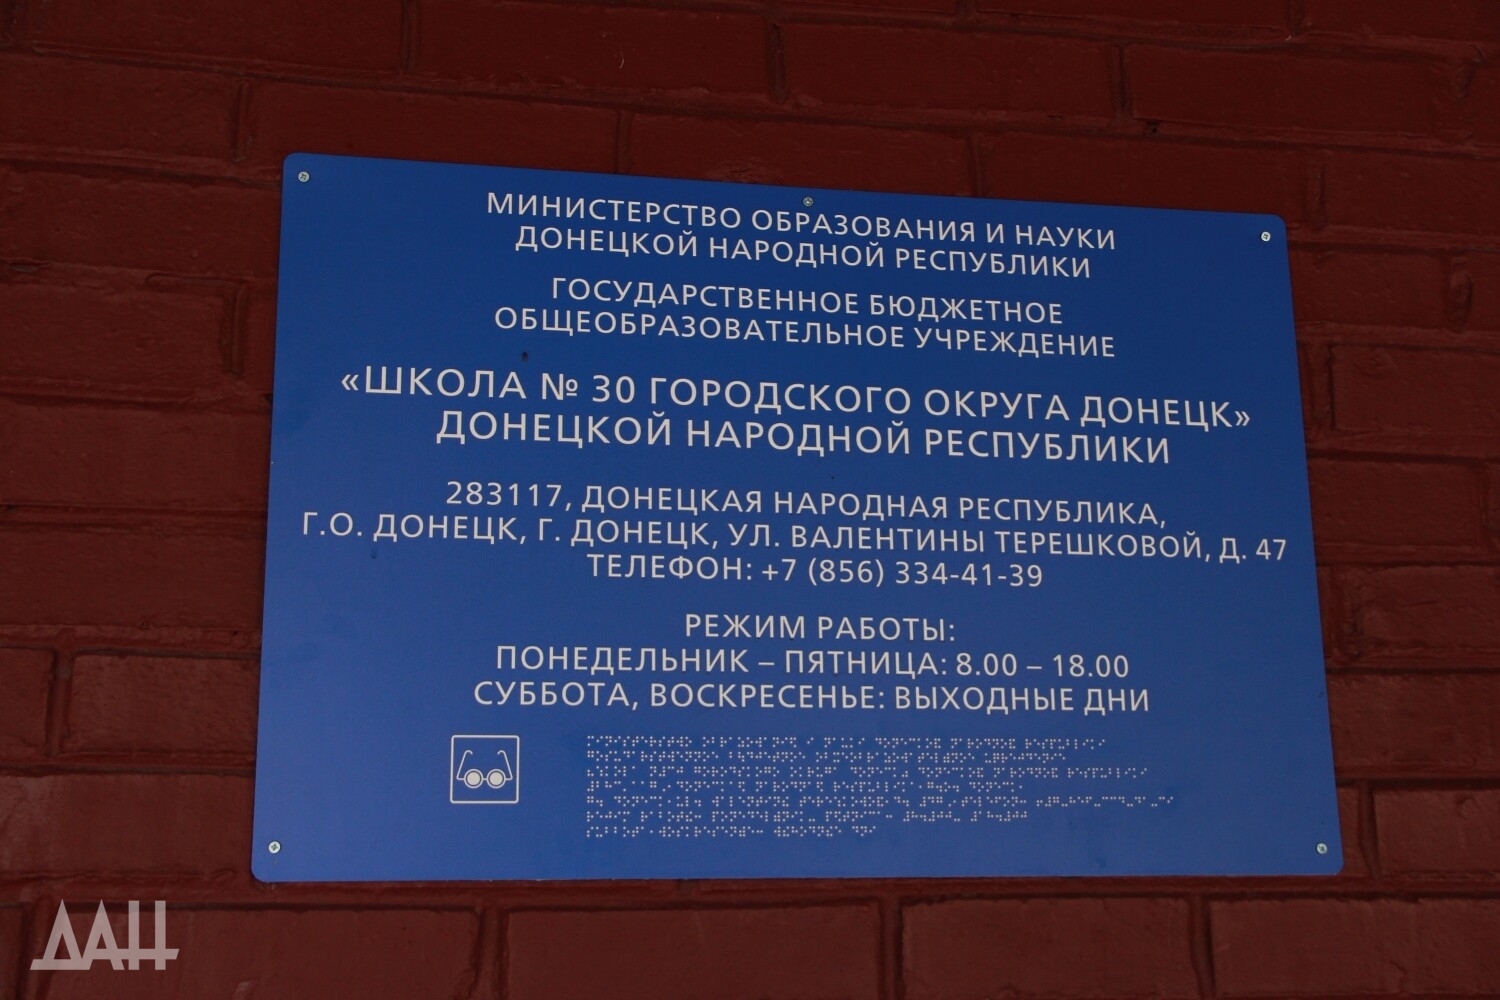 МИНИСТЕРСТВО ОБРАЗОВАНИЯ И НАУКИ
ДОНЕЦКОЙ НАРОДНОЙ РЕСПУБЛИКИ
ГОСУДАРСТВЕННОЕ БЮДЖЕТНОЕ
ОБЩЕОБРАЗОВАТЕЛЬНОЕ УЧРЕЖДЕНИЕ
«ШКОЛА № 30 ГОРОДСКОГО ОКРУГА ДОНЕЦК»
ДОНЕЦКОЙ НАРОДНОЙ РЕСПУБЛИКИ
283117, ДОНЕЦКАЯ НАРОДНАЯ РЕСПУБЛИКА,
Г.О. ДОНЕЦК, Г. ДОНЕЦК, УЛ. ВАЛЕНТИНЫ ТЕРЕШКОВОЙ, Д. 47
ТЕЛЕФОН: +7 (856) 334-41-39
РЕЖИМ РАБОТЫ:
ПОНЕДЕЛЬНИК – ПЯТНИЦА: 8.00 – 18.00
СУББОТА, ВОСКРЕСЕНЬЕ: ВЫХОДНЫЕ ДНИ
ДАН